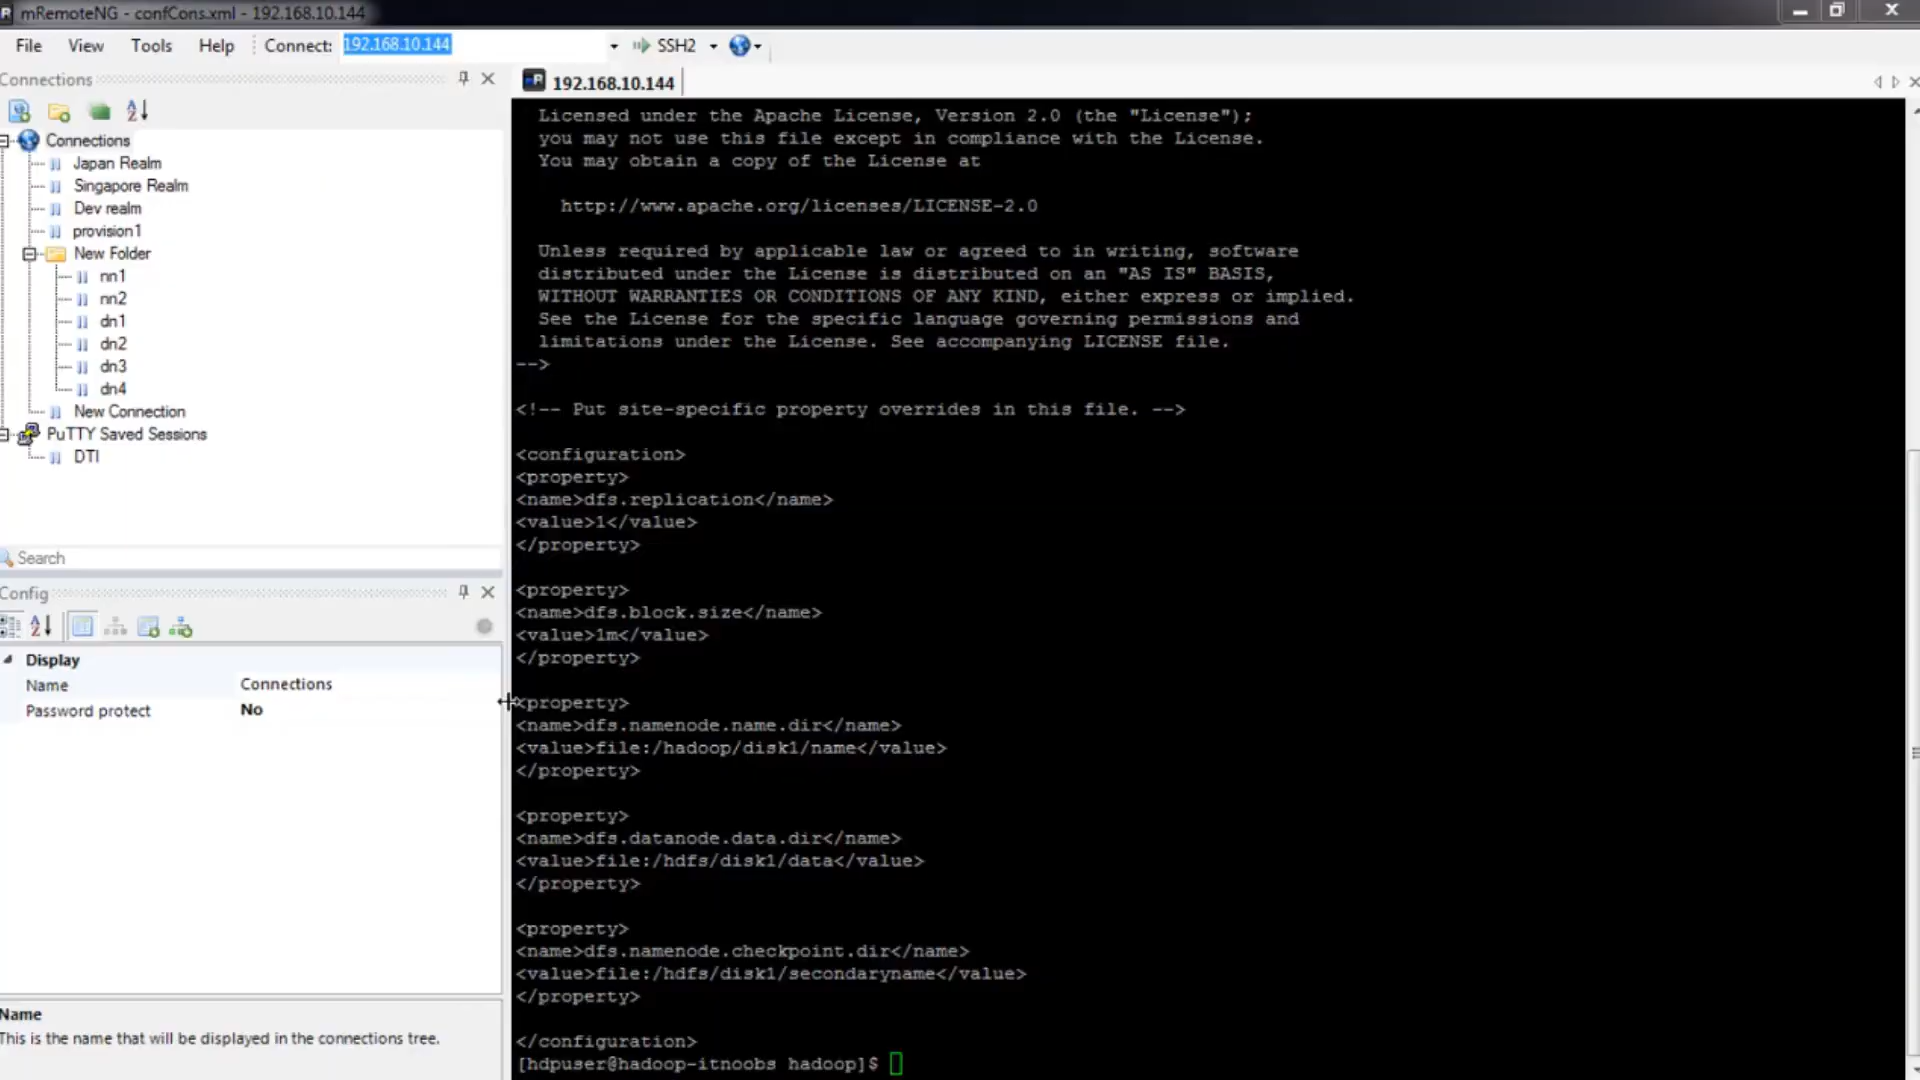 mRemoteNG - confCons.xml - 192.168.10.144
File View Tools Help Connect: 192.168.10.144 SSH2
Connections
Connections
Japan Realm
Singapore Realm
Dev realm
provision1
New Folder
nn1
nn2
dn1
dn2
dn3
dn4
New Connection
PuTTY Saved Sessions
DTI
Search
Config
Display
Name Connections
Password protect No
Name
This is the name that will be displayed in the connections tree.
192.168.10.144
Licensed under the Apache License, Version 2.0 (the "License");
you may not use this file except in compliance with the License.
You may obtain a copy of the License at
http://www.apache.org/licenses/LICENSE-2.0
Unless required by applicable law or agreed to in writing, software
distributed under the License is distributed on an "AS IS" BASIS,
WITHOUT WARRANTIES OR CONDITIONS OF ANY KIND, either express or implied.
See the License for the specific language governing permissions and
limitations under the License. See accompanying LICENSE file.
-->
<!-- Put site-specific property overrides in this file. -->
<configuration>
<property>
<name>dfs.replication</name>
<value>1</value>
</property>
<property>
<name>dfs.block.size</name>
<value>1m</value>
</property>
<property>
<name>dfs.namenode.name.dir</name>
<value>file:/hadoop/disk1/name</value>
</property>
<property>
<name>dfs.datanode.data.dir</name>
<value>file:/hdfs/disk1/data</value>
</property>
<property>
<name>dfs.namenode.checkpoint.dir</name>
<value>file:/hdfs/disk1/secondaryname</value>
</property>
</configuration>
[hdpuser@hadoop-itnoobs hadoop]$